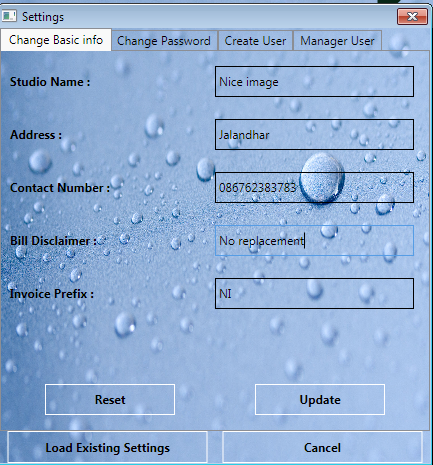 Settings
Change Basic info Change Password Create User Manager User
Studio Name : Nice image
Address : Jalandhar
Contact Number : 086762383783
Bill Disclaimer : No replacement
Invoice Prefix : NI
Reset Update
Load Existing Settings Cancel